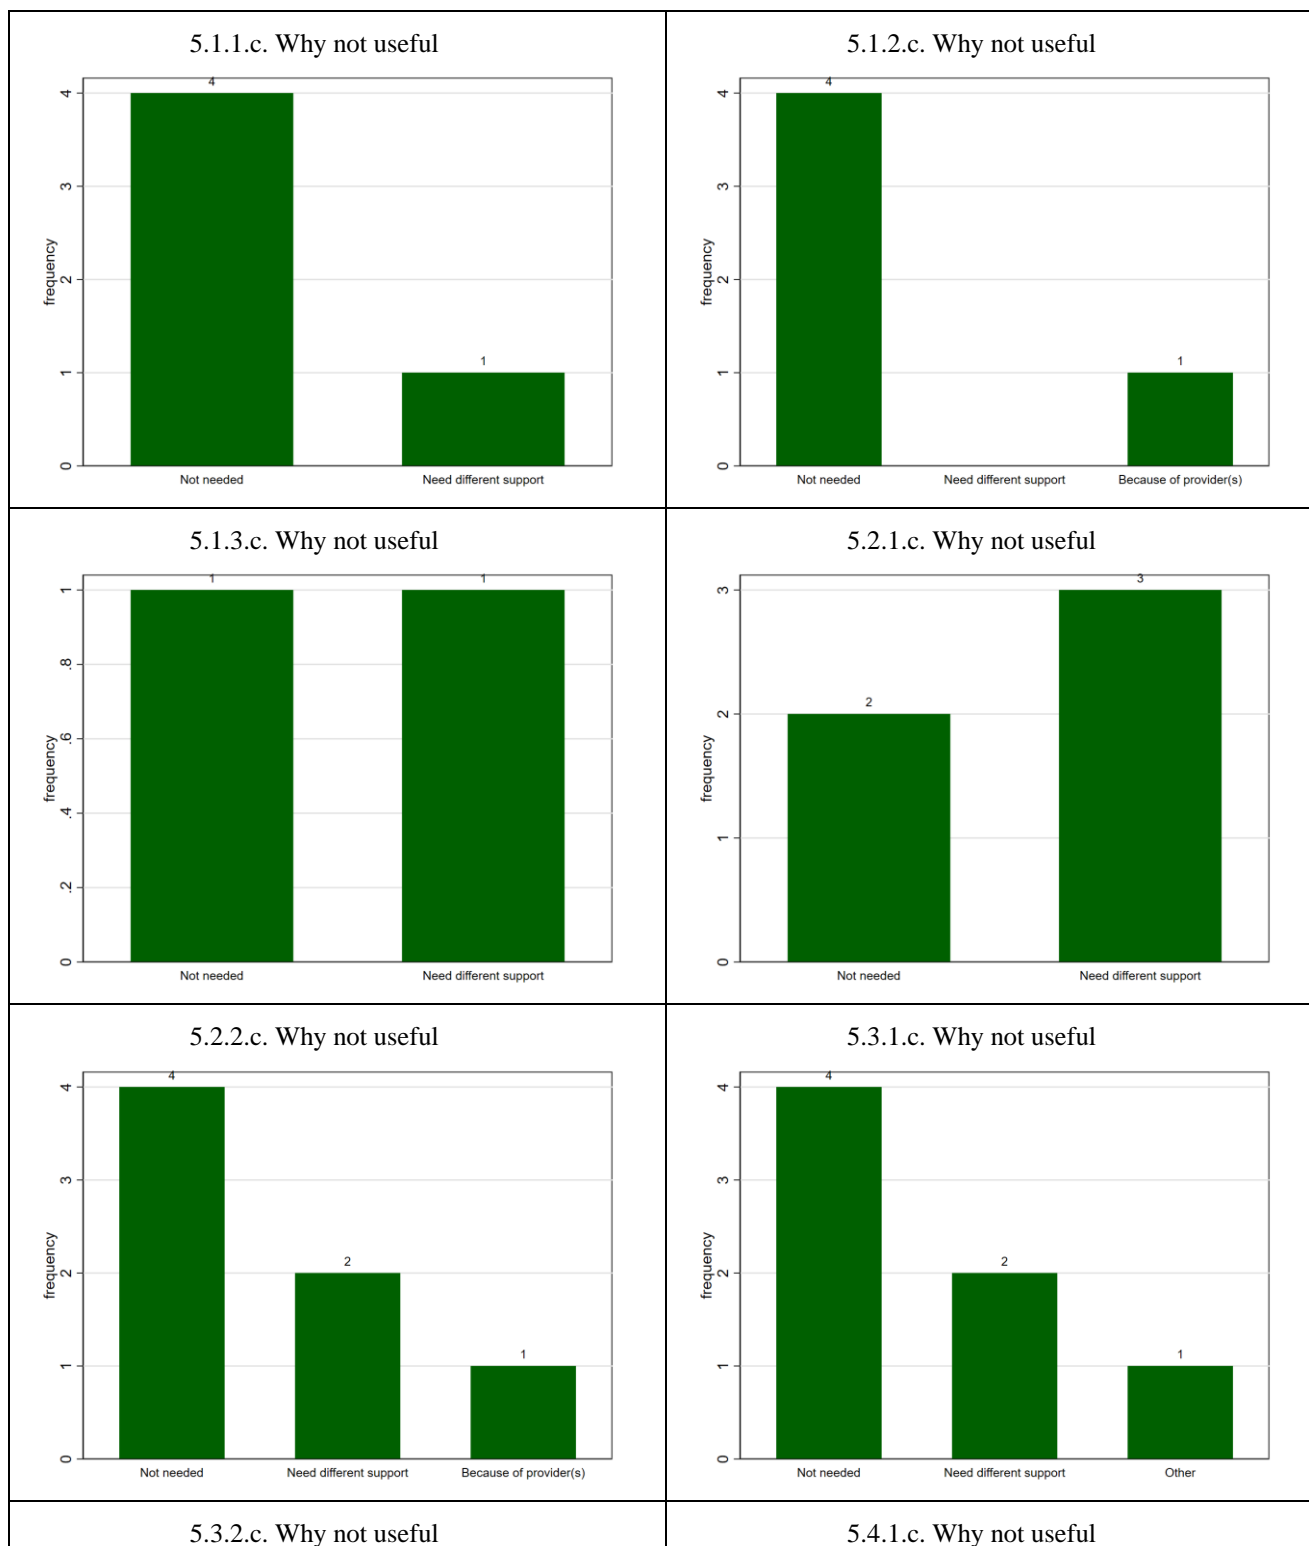 5.1.1.c. Why not useful
frequency
4
3
2
1
0
4
1
Not needed
Need different support
5.1.2.c. Why not useful
frequency
4
3
2
1
0
4
1
Not needed
Need different support
Because of provider(s)
5.1.3.c. Why not useful
frequency
1
.8
.6
.4
.2
0
1
1
Not needed
Need different support
5.2.1.c. Why not useful
frequency
3
2
1
0
2
3
Not needed
Need different support
5.2.2.c. Why not useful
frequency
4
3
2
1
0
4
2
1
Not needed
Need different support
Because of provider(s)
5.3.1.c. Why not useful
frequency
4
3
2
1
0
4
2
1
Not needed
Need different support
Other
5.3.2.c. Why not useful
5.4.1.c. Why not useful